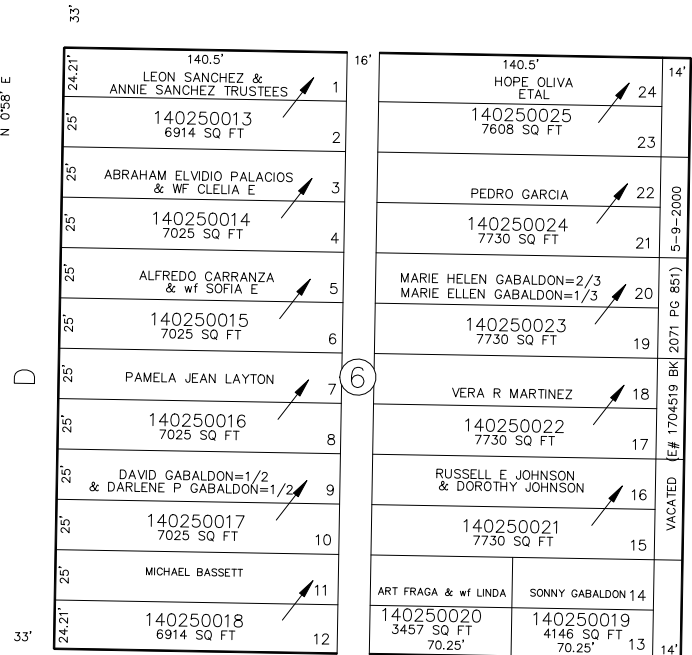 33'
N 0°58' E
D
33'
140.5'
24.21'
LEON SANCHEZ &
ANNIE SANCHEZ TRUSTEES
1
25'
140250013
6914 SQ FT
2
25'
ABRAHAM ELVIDIO PALACIOS
& WF CLELIA E
3
25'
140250014
7025 SQ FT
4
25'
ALFREDO CARRANZA
& wf SOFIA E
5
25'
140250015
7025 SQ FT
6
25'
PAMELA JEAN LAYTON
7
25'
140250016
7025 SQ FT
8
25'
DAVID GABALDON=1/2
& DARLENE P GABALDON=1/2
9
25'
140250017
7025 SQ FT
10
25'
MICHAEL BASSETT
11
24.21'
140250018
6914 SQ FT
12
16'
6
140.5'
HOPE OLIVA
ETAL
24
140250025
7608 SQ FT
23
PEDRO GARCIA
22
140250024
7730 SQ FT
21
MARIE HELEN GABALDON=2/3
MARIE ELLEN GABALDON=1/3
20
140250023
7730 SQ FT
19
VERA R MARTINEZ
18
140250022
7730 SQ FT
17
RUSSELL E JOHNSON
& DOROTHY JOHNSON
16
140250021
7730 SQ FT
15
ART FRAGA & wf LINDA
140250020
3457 SQ FT
70.25'
SONNY GABALDON 14
140250019
4146 SQ FT
70.25'
13
14'
VACATED (E# 1704519 BK 2071 PG 851) 5-9-2000
14'